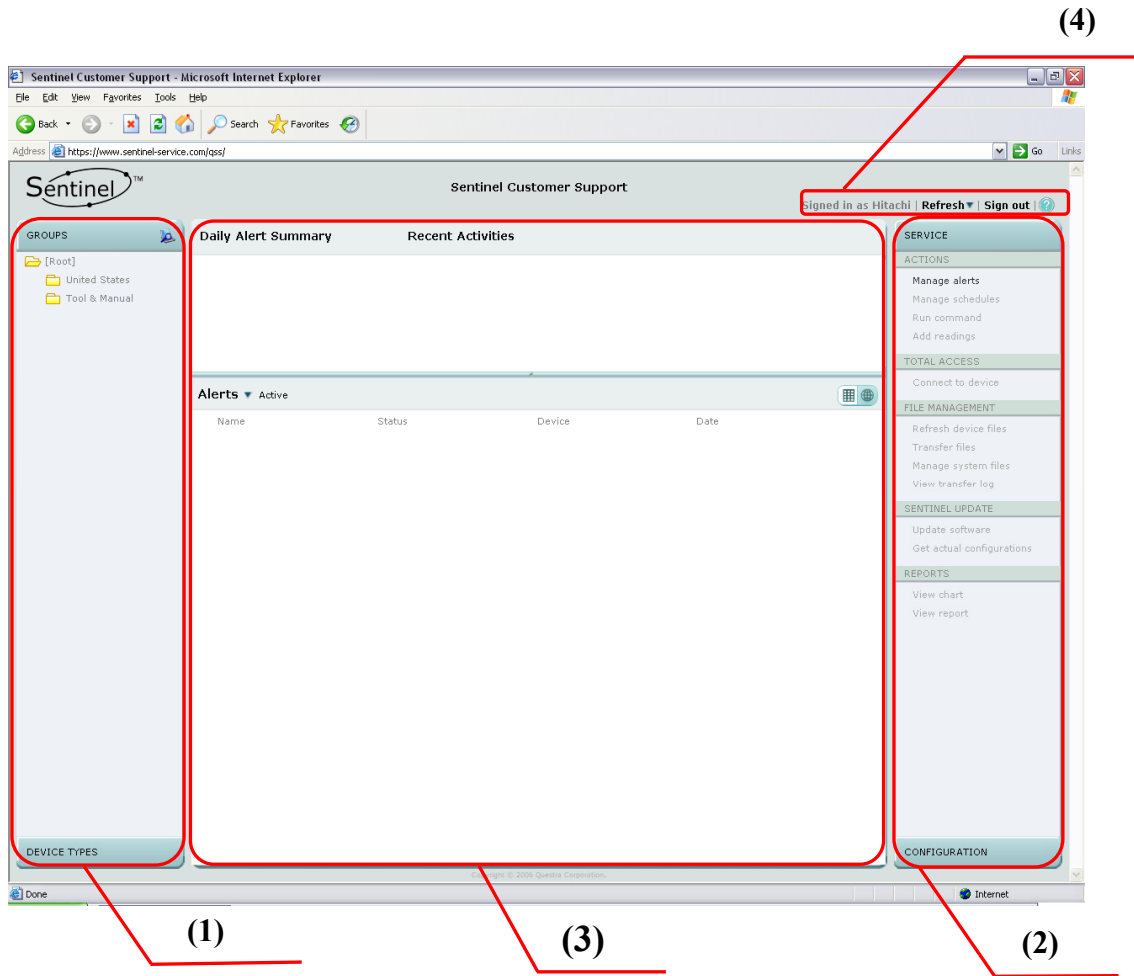 (4)
Sentinel Customer Support - Microsoft Internet Explorer
File Edit View Favorites Tools Help
Back Search Favorites
Address https://www.sentinel-service.com/qss/ Go Links
Sentinel™
Sentinel Customer Support
Signed in as Hitachi | Refresh | Sign out | ?
GROUPS
[Root]
United States
Tool & Manual
DEVICE TYPES
Daily Alert Summary Recent Activities
Alerts Active
Name Status Device Date
SERVICE
ACTIONS
Manage alerts
Manage schedules
Run command
Add readings
TOTAL ACCESS
Connect to device
FILE MANAGEMENT
Refresh device files
Transfer files
Manage system files
View transfer log
SENTINEL UPDATE
Update software
Get actual configurations
REPORTS
View chart
View report
CONFIGURATION
Copyright © 2006 Questra Corporation.
Done Internet
(1)
(3)
(2)